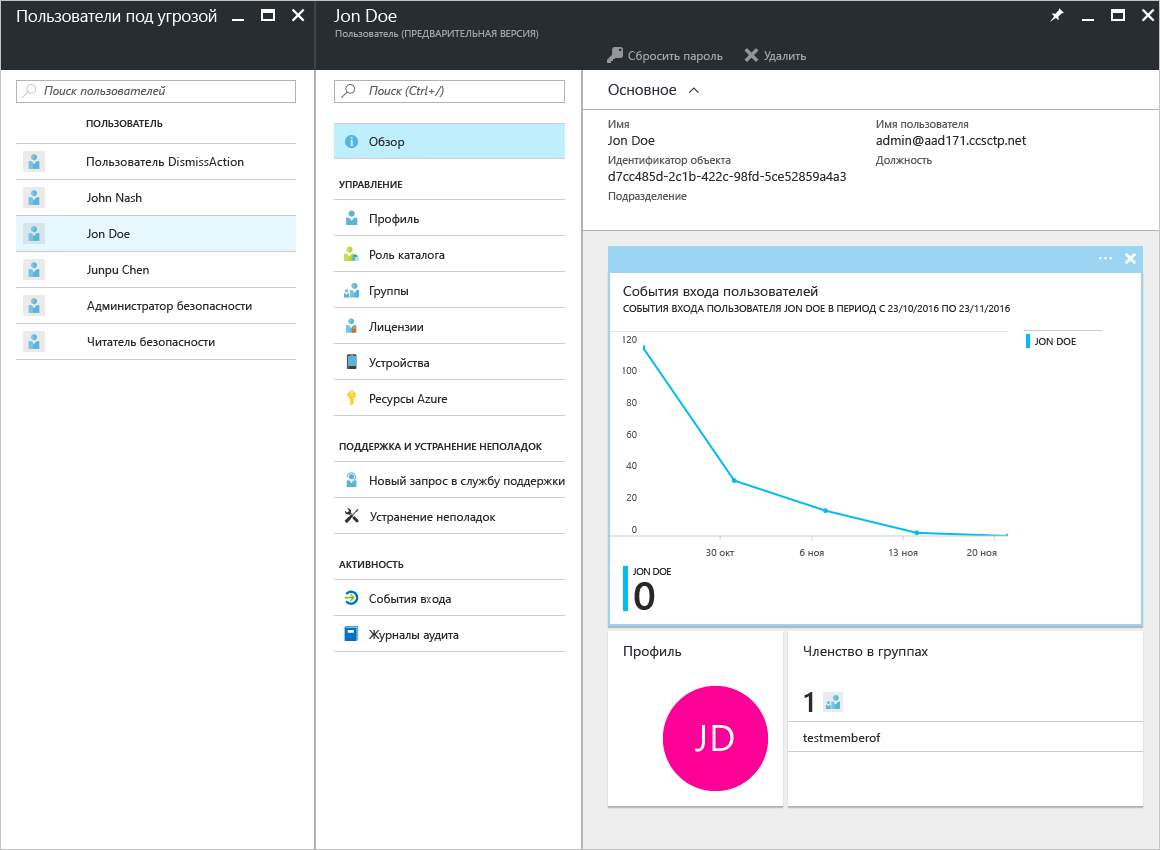 Пользователи под угрозой
Поиск пользователей
ПОЛЬЗОВАТЕЛЬ
Пользователь DismissAction
John Nash
Jon Doe
Junpu Chen
Администратор безопасности
Читатель безопасности
Jon Doe
Пользователь (ПРЕДВАРИТЕЛЬНАЯ ВЕРСИЯ)
Сбросить пароль
Удалить
Поиск (Ctrl+/)
Обзор
УПРАВЛЕНИЕ
Профиль
Роль каталога
Группы
Лицензии
Устройства
Ресурсы Azure
ПОДДЕРЖКА И УСТРАНЕНИЕ НЕПОЛАДОК
Новый запрос в службу поддержки
Устранение неполадок
АКТИВНОСТЬ
События входа
Журналы аудита
Основное
Имя
Jon Doe
Идентификатор объекта
d7cc485d-2c1b-422c-98fd-5ce52859a4a3
Подразделение
Имя пользователя
admin@aad171.ccsctp.net
Должность
События входа пользователей
СОБЫТИЯ ВХОДА ПОЛЬЗОВАТЕЛЯ JON DOE В ПЕРИОД С 23/10/2016 ПО 23/11/2016
120
100
80
60
40
20
0
30 окт
6 ноя
13 ноя
20 ноя
JON DOE
JON DOE
0
Профиль
JD
Членство в группах
1
testmemberof